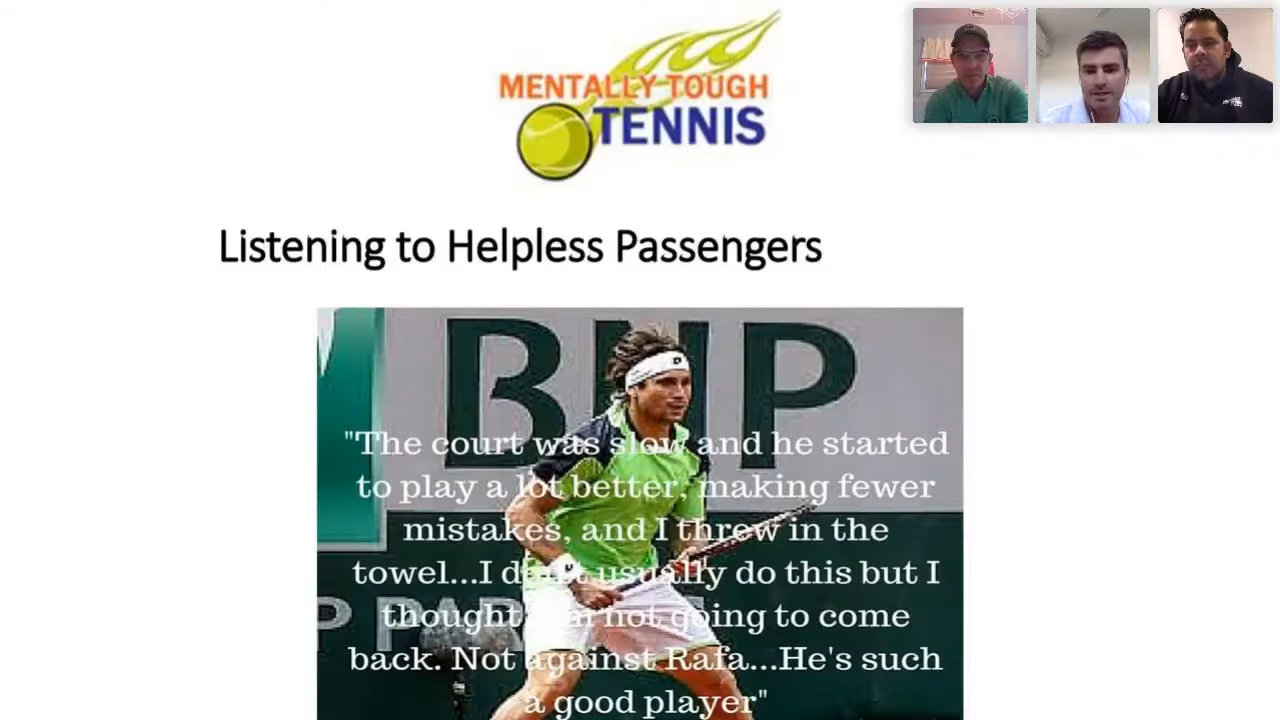 MENTALLY TOUGH
TENNIS
Listening to Helpless Passengers
BNP
"The court was slow and he started
to play a lot better, making fewer
mistakes, and I threw in the
towel...I don't usually do this but I
thought I'm not going to come
back. Not against Rafa...He's such
a good player"
P PAR